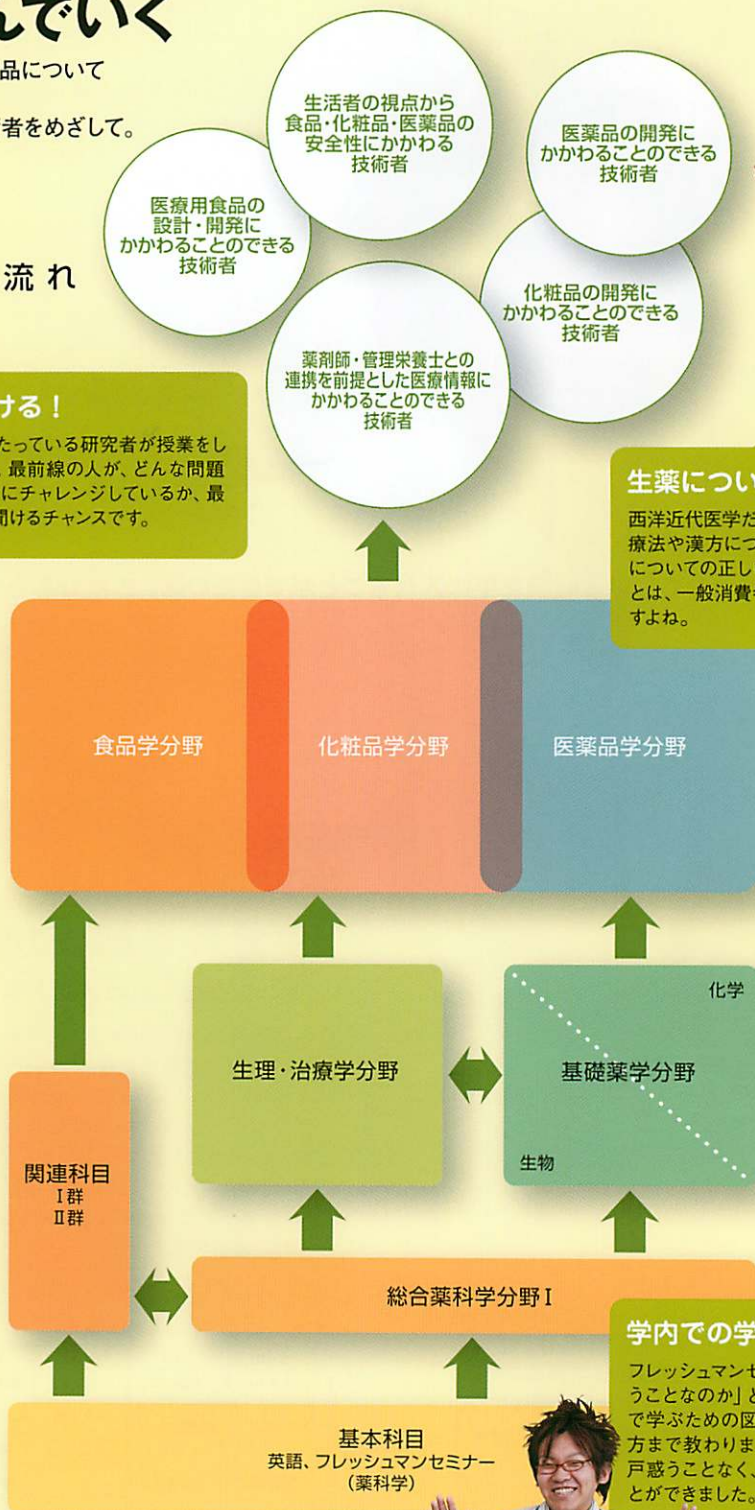 んでいく
品について
者をめざして。
流れ
生活者の視点から
食品・化粧品・医薬品の
安全性にかかわる
技術者
医薬品の開発に
かかわることのできる
技術者
医療用食品の
設計・開発に
かかわることのできる
技術者
化粧品の開発に
かかわることのできる
技術者
薬剤師・管理栄養士との
連携を前提とした医療情報に
かかわることのできる
技術者
ける！
たっている研究者が授業をし
最前線の人が、どんな問題
にチャレンジしているか、最
聞けるチャンスです。
生薬につい
西洋近代医学だ
療法や漢方につ
についての正し
とは、一般消費
すよね。
食品学分野
化粧品学分野
医薬品学分野
生理・治療学分野
化学
基礎薬学分野
生物
関連科目
Ⅰ群
Ⅱ群
総合薬科学分野Ⅰ
学内での学
フレッシュマンセ
うことなのか」と
で学ぶための図
方まで教わりま
戸惑うことなく、
とができました。
基本科目
英語、フレッシュマンセミナー
（薬科学）